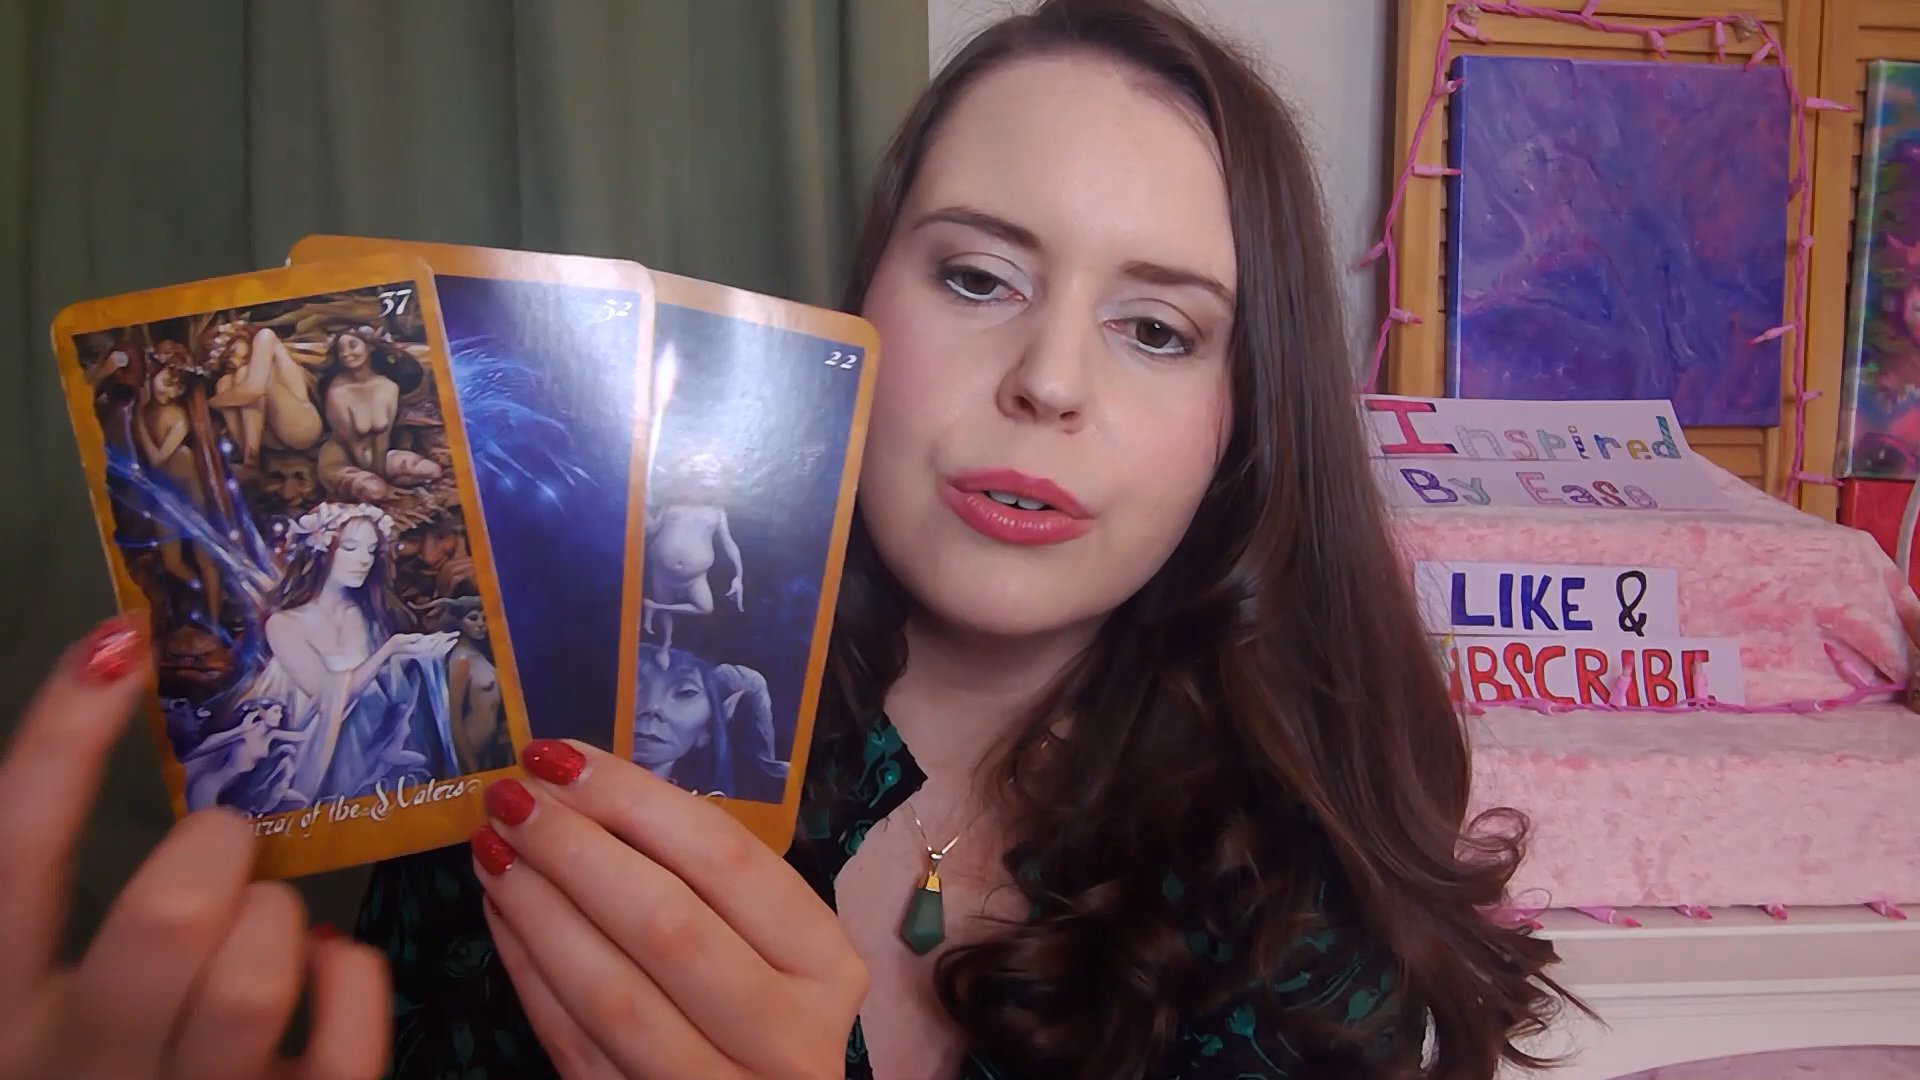 37
32
22
of the Waters
Inspired
By Ease
LIKE &
BSCRIBE